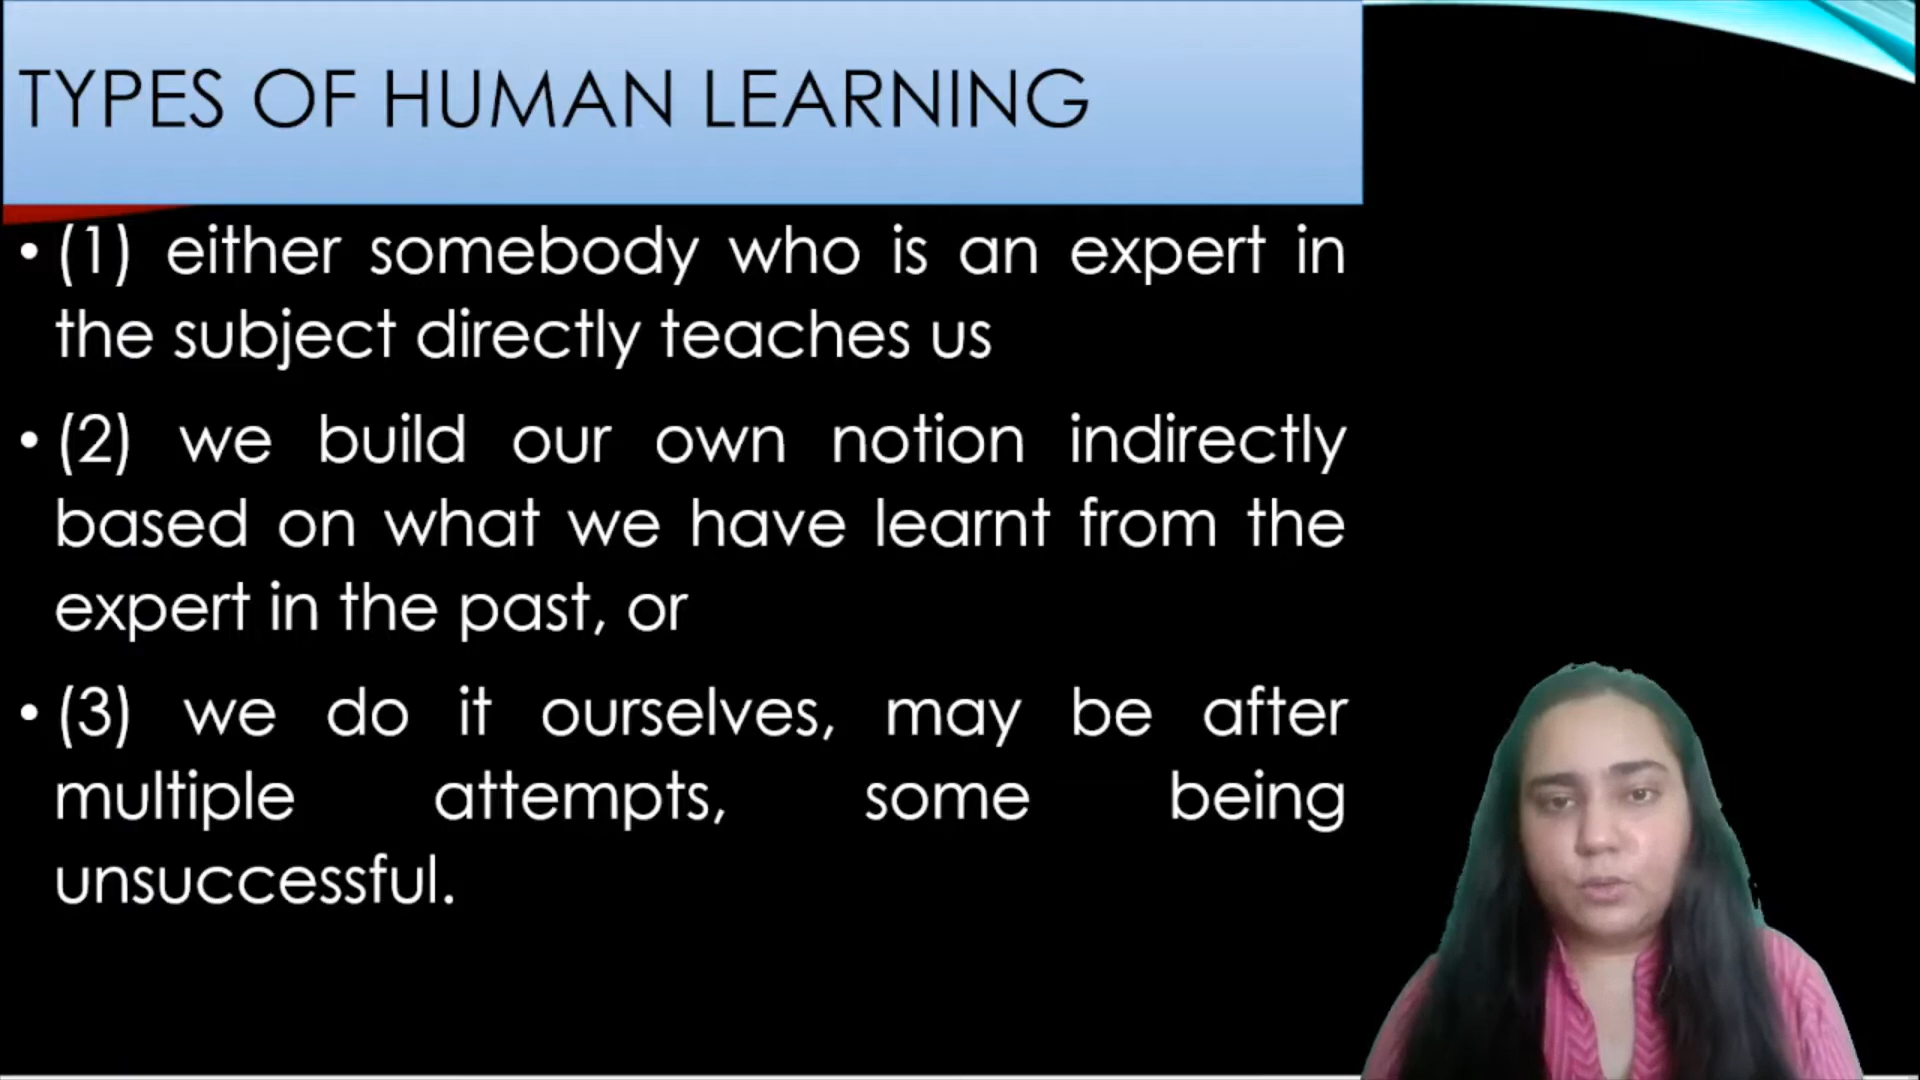 TYPES OF HUMAN LEARNING
• (1) either somebody who is an expert in
the subject directly teaches us
• (2) we build our own notion indirectly
based on what we have learnt from the
expert in the past, or
• (3) we do it ourselves, may be after
multiple attempts, some being
unsuccessful.